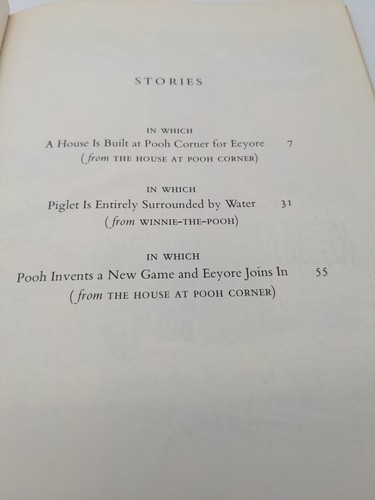 STORIES
IN WHICH
A House Is Built at Pooh Corner for Eeyore 7
(from THE HOUSE AT POOH CORNER)
IN WHICH
Piglet Is Entirely Surrounded by Water 31
(from WINNIE-THE-POOH)
IN WHICH
Pooh Invents a New Game and Eeyore Joins In 55
(from THE HOUSE AT POOH CORNER)